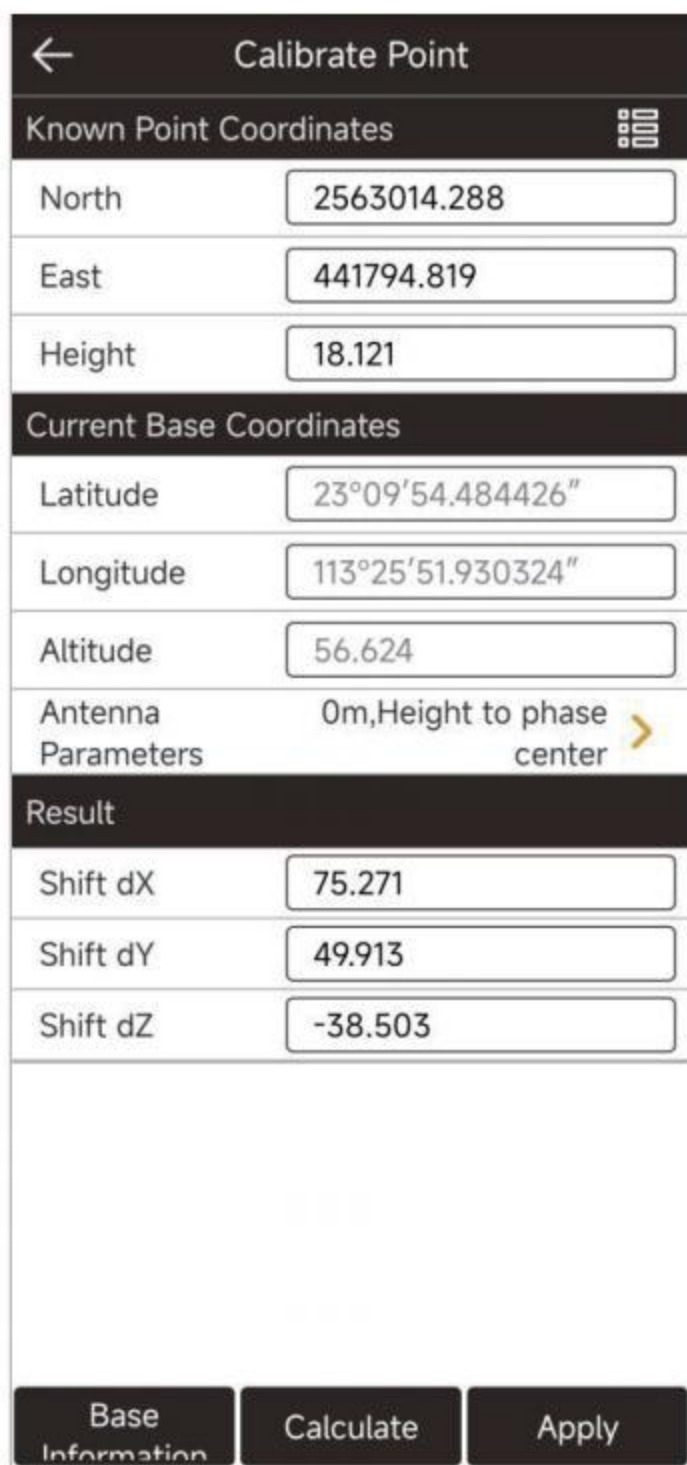 Calibrate Point
Known Point Coordinates
North 2563014.288
East 441794.819
Height 18.121
Current Base Coordinates
Latitude 23°09′54.484426″
Longitude 113°25′51.930324″
Altitude 56.624
Antenna Parameters 0m,Height to phase center
Result
Shift dX 75.271
Shift dY 49.913
Shift dZ -38.503
Base Information Calculate Apply